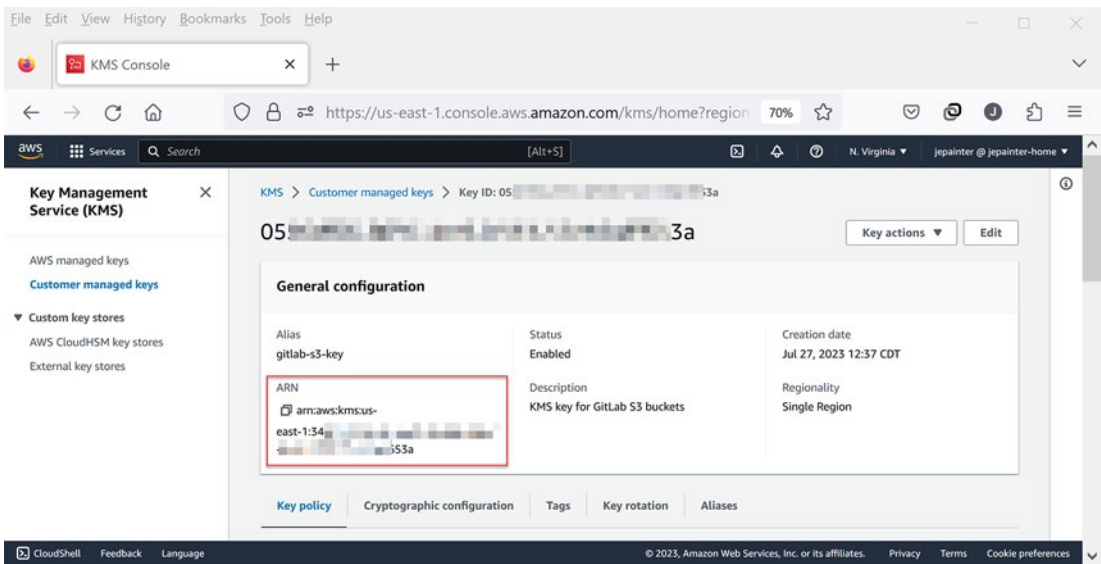 File Edit View History Bookmarks Tools Help
KMS Console
https://us-east-1.console.aws.amazon.com/kms/home?region 70% J
aws Services Search [Alt+S] N. Virginia jepainter @ jepainter-home
Key Management
Service (KMS)
AWS managed keys
Customer managed keys
Custom key stores
AWS CloudHSM key stores
External key stores
KMS > Customer managed keys > Key ID: 05 53a
05 3a
Key actions Edit
General configuration
Alias
gitlab-s3-key
ARN
arn:aws:kms:us-
east-1:34
553a
Status
Enabled
Description
KMS key for GitLab S3 buckets
Creation date
Jul 27, 2023 12:37 CDT
Regionality
Single Region
Key policy Cryptographic configuration Tags Key rotation Aliases
CloudShell Feedback Language © 2023, Amazon Web Services, Inc. or its affiliates. Privacy Terms Cookie preferences